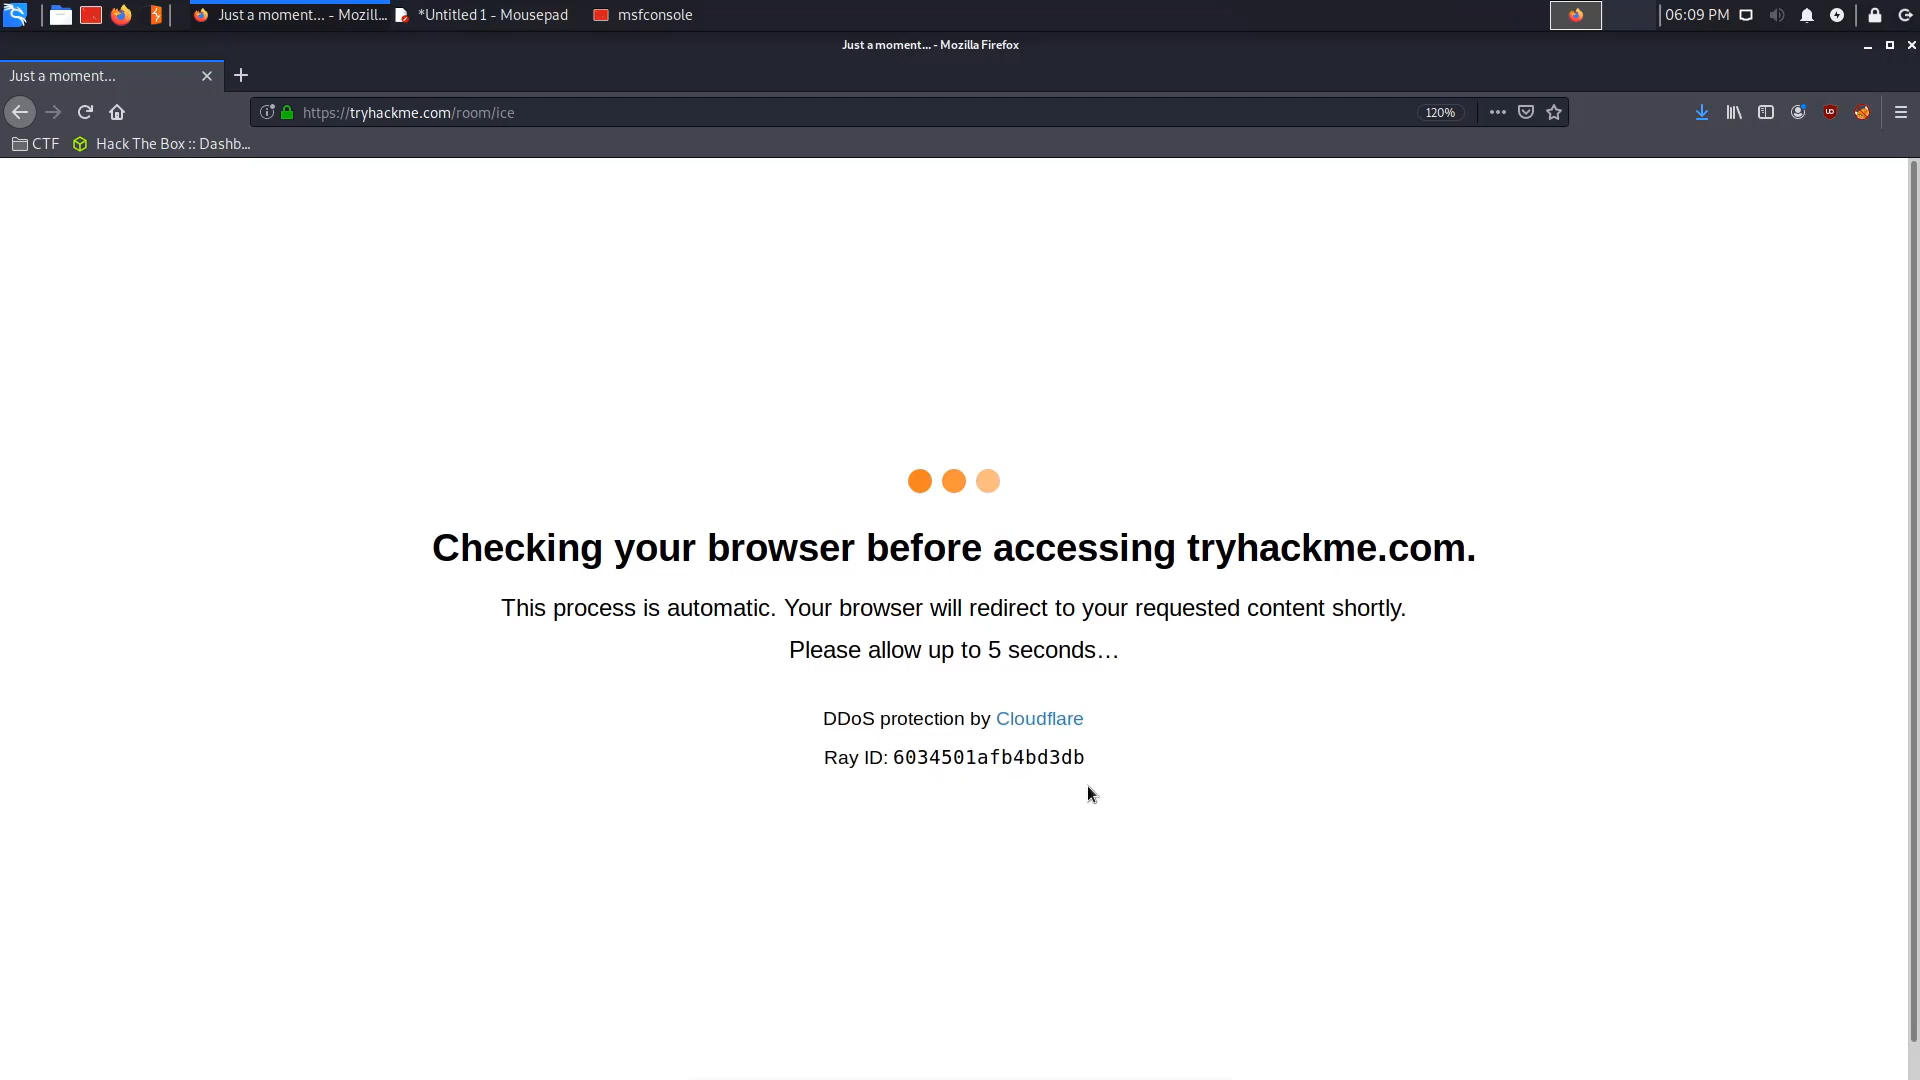 Just a moment... - Mozill...
*Untitled 1 - Mousepad
msfconsole
06:09 PM
Just a moment... - Mozilla Firefox
Just a moment...
https://tryhackme.com/room/ice
120%
CTF
Hack The Box :: Dashb...
Checking your browser before accessing tryhackme.com.
This process is automatic. Your browser will redirect to your requested content shortly.
Please allow up to 5 seconds…
DDoS protection by Cloudflare
Ray ID: 6034501afb4bd3db